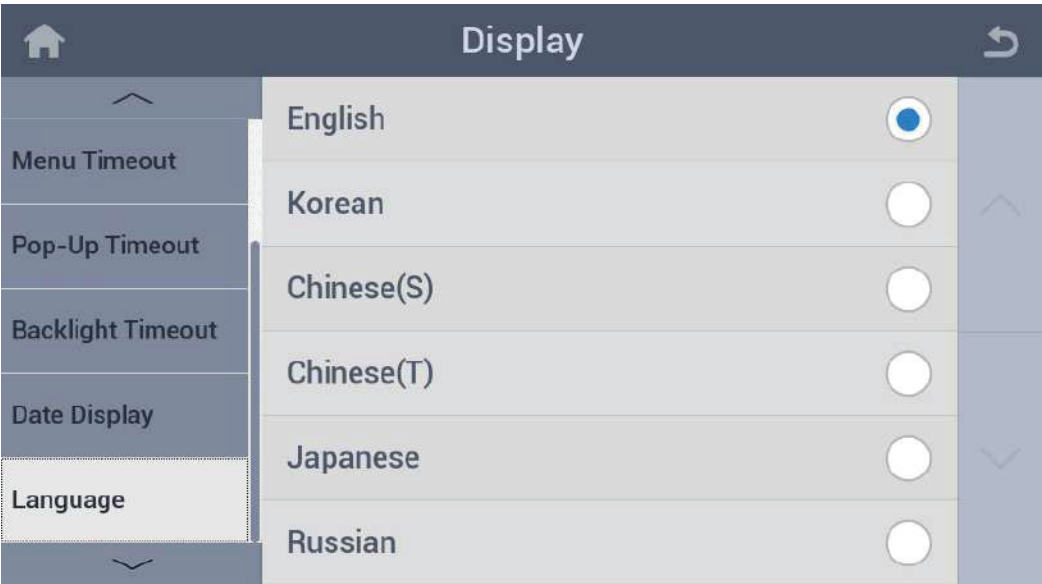 Display
Menu Timeout
Pop-Up Timeout
Backlight Timeout
Date Display
Language
English
Korean
Chinese(S)
Chinese(T)
Japanese
Russian